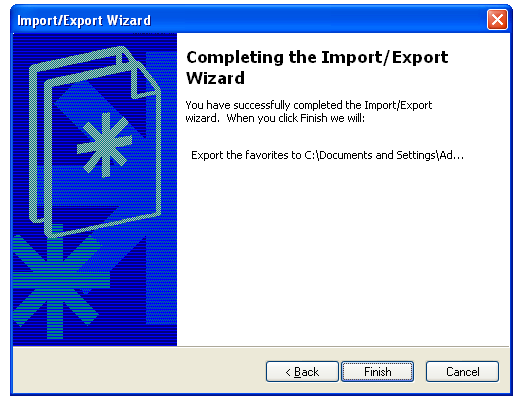 Import/Export Wizard
Completing the Import/Export
Wizard
You have successfully completed the Import/Export
wizard. When you click Finish we will:
Export the favorites to C:\Documents and Settings\Ad...
< Back
Finish
Cancel